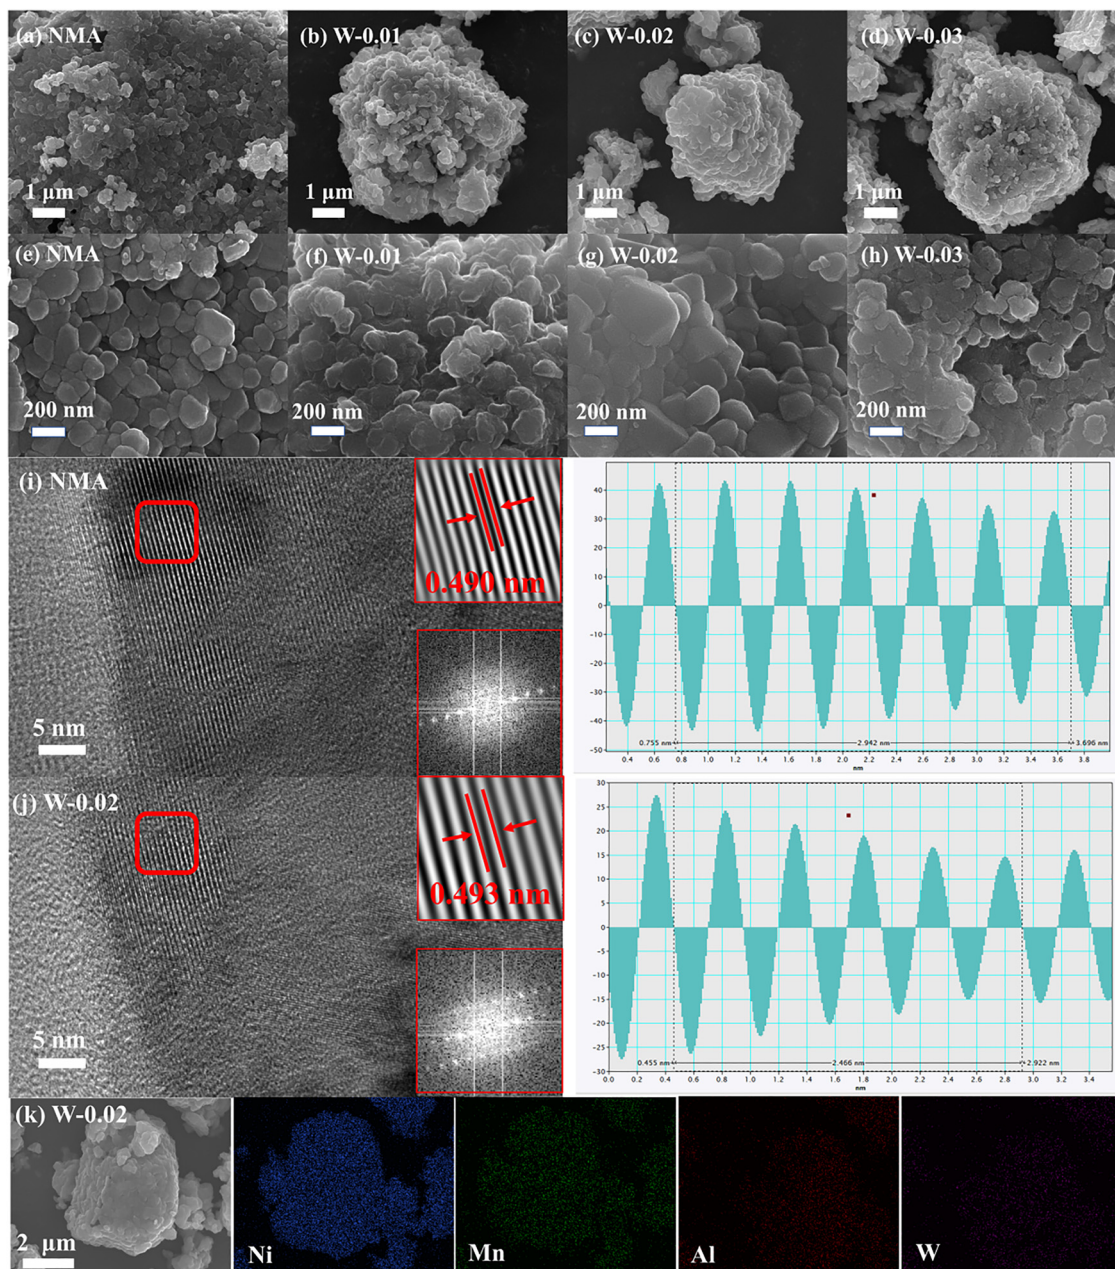 (a) NMA
(b) W-0.01
(c) W-0.02
(d) W-0.03
1 μm
1 μm
1 μm
1 μm
(e) NMA
(f) W-0.01
(g) W-0.02
(h) W-0.03
200 nm
200 nm
200 nm
200 nm
(i) NMA
0.490 nm
5 nm
40
30
20
10
0
-10
-20
-30
-40
-50
0.755 nm
2.942 nm
3.696 nm
0.2 0.4 0.6 0.8 1.0 1.2 1.4 1.6 1.8 2.0 2.2 2.4 2.6 2.8 3.0 3.2 3.4 3.6 3.8
nm
(j) W-0.02
0.493 nm
5 nm
30
25
20
15
10
5
0
-5
-10
-15
-20
-25
-30
0.455 nm
2.466 nm
2.922 nm
0.0 0.2 0.4 0.6 0.8 1.0 1.2 1.4 1.6 1.8 2.0 2.2 2.4 2.6 2.8 3.0 3.2 3.4
nm
(k) W-0.02
2 μm
Ni
Mn
Al
W